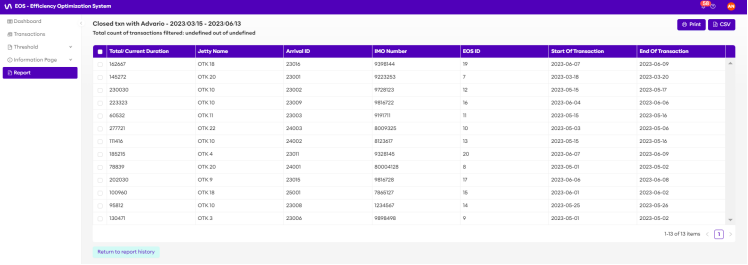 EOS - Efficiency Optimization System
58
AN
Dashboard
Transactions
Threshold
Information Page
Report
Closed txn with Advario - 2023/03/15 - 2023/06/13
Total count of transactions filtered: undefined out of undefined
Print
CSV
Total/ Current Duration Jetty Name Arrival ID IMO Number EOS ID Start Of Transaction End Of Transaction
162667 OTK 18 23016 9398144 19 2023-06-07 2023-06-09
145272 OTK 20 23001 9223253 7 2023-03-18 2023-03-20
230030 OTK 10 23002 9728123 12 2023-05-15 2023-05-17
223323 OTK 10 23009 9816722 16 2023-06-04 2023-06-06
60532 OTK 11 23003 9191711 11 2023-05-15 2023-05-16
277721 OTK 22 24003 8009325 10 2023-05-03 2023-05-06
111416 OTK 10 24002 8123617 13 2023-05-15 2023-05-16
185215 OTK 4 23011 9328145 20 2023-06-07 2023-06-09
78839 OTK 20 24001 80004128 8 2023-05-01 2023-05-02
202030 OTK 9 23015 9816728 17 2023-06-06 2023-06-08
100960 OTK 18 25001 7865127 15 2023-06-01 2023-06-02
95812 OTK 10 23008 1234567 14 2023-05-25 2023-05-26
130471 OTK 3 23006 9898498 9 2023-05-01 2023-05-02
1-13 of 13 items < 1 >
Return to report history